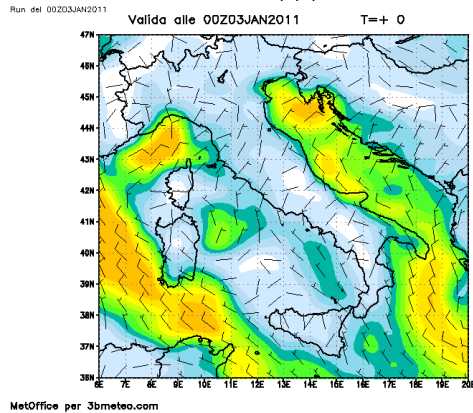 Run del 00Z03JAN2011
Valida alle 00Z03JAN2011 T=+ 0
47N
46N
45N
44N
43N
42N
41N
40N
39N
38N
37N
36N
6E 7E 8E 9E 10E 11E 12E 13E 14E 15E 16E 17E 18E 19E 20E
MetOffice per 3bmeteo.com